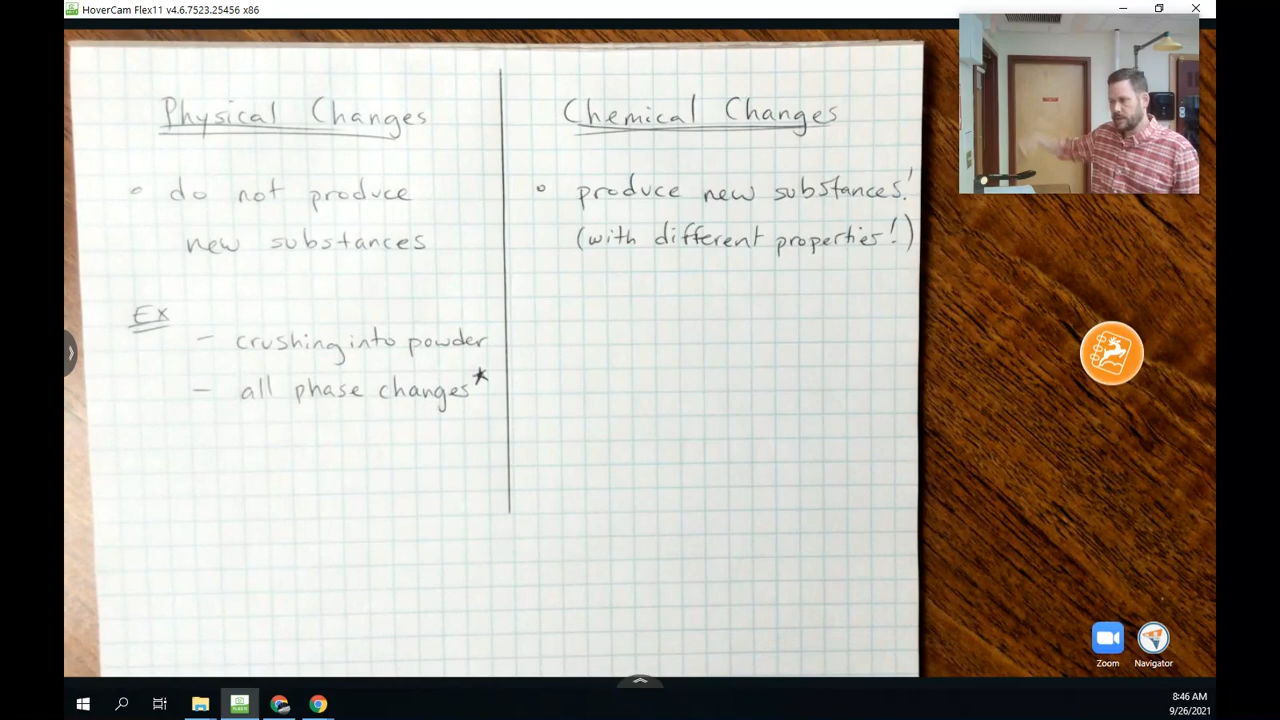 HoverCam Flex11 v4.6.7523.25456 x86
Physical Changes
• do not produce
new substances
Ex
- crushing into powder
- all phase changes*
Chemical Changes
• produce new substances!
(with different properties!)
Zoom
Navigator
8:46 AM
9/26/2021